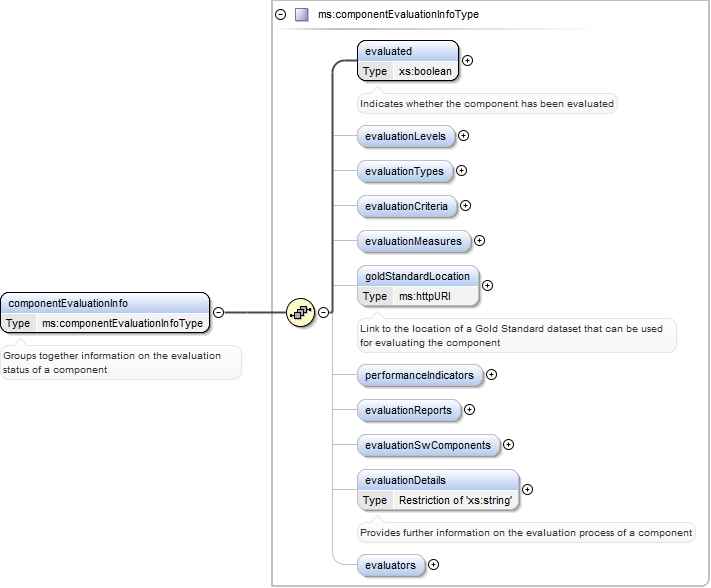 ms:componentEvaluationInfoType
evaluated
Type xs:boolean
Indicates whether the component has been evaluated
evaluationLevels
evaluationTypes
evaluationCriteria
evaluationMeasures
goldStandardLocation
Type ms:httpURI
Link to the location of a Gold Standard dataset that can be used
for evaluating the component
componentEvaluationInfo
Type ms:componentEvaluationInfoType
Groups together information on the evaluation
status of a component
performanceIndicators
evaluationReports
evaluationSwComponents
evaluationDetails
Type Restriction of 'xs:string'
Provides further information on the evaluation process of a component
evaluators